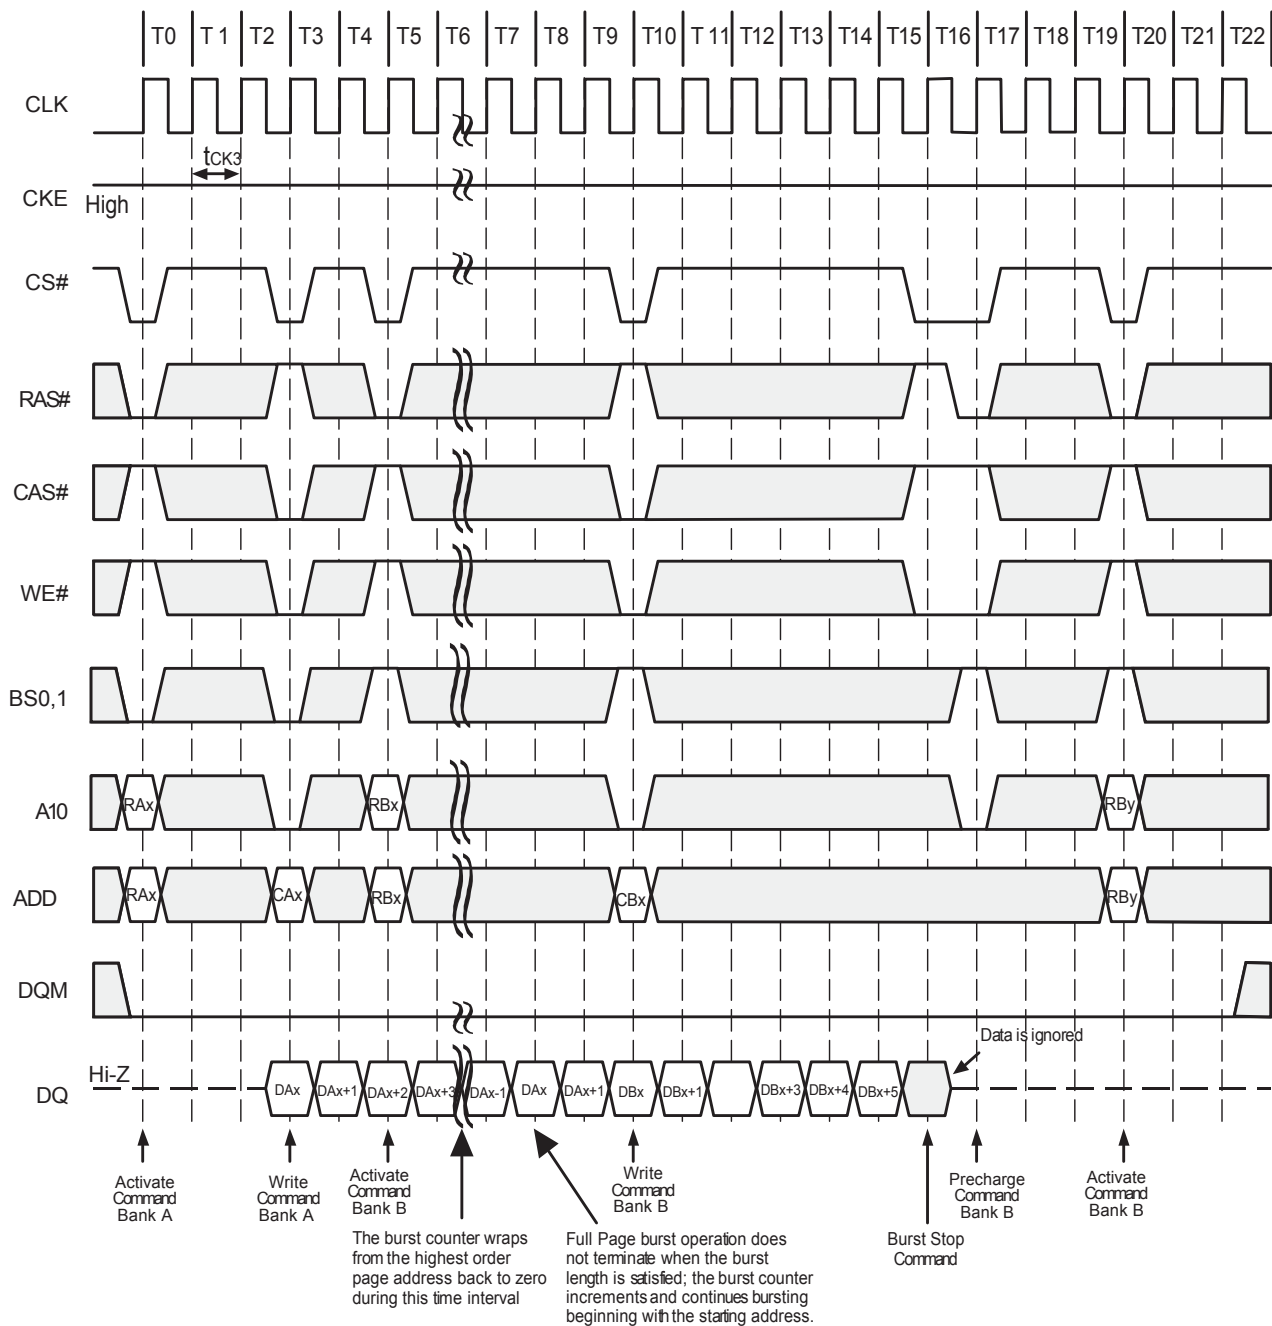 T0 T 1 T2 T3 T4 T5 T6 T7 T8 T9 T10 T 11 T12 T13 T14 T15 T16 T17 T18 T19 T20 T21 T22
CLK
tCK3
CKE High
CS#
RAS#
CAS#
WE#
BS0,1
A10 RAx RBx RBy
ADD RAx CAx RBx CBx RBy
DQM
Data is ignored
Hi-Z
DQ DAx DAx+1 DAx+2 DAx+3 DAx-1 DAx DAx+1 DBx DBx+1 DBx+3 DBx+4 DBx+5
Activate
Command
Bank A
Write
Command
Bank A
Activate
Command
Bank B
Write
Command
Bank B
Precharge
Command
Bank B
Activate
Command
Bank B
The burst counter wraps
from the highest order
page address back to zero
during this time interval
Full Page burst operation does
not terminate when the burst
length is satisfied; the burst counter
increments and continues bursting
beginning with the starting address.
Burst Stop
Command